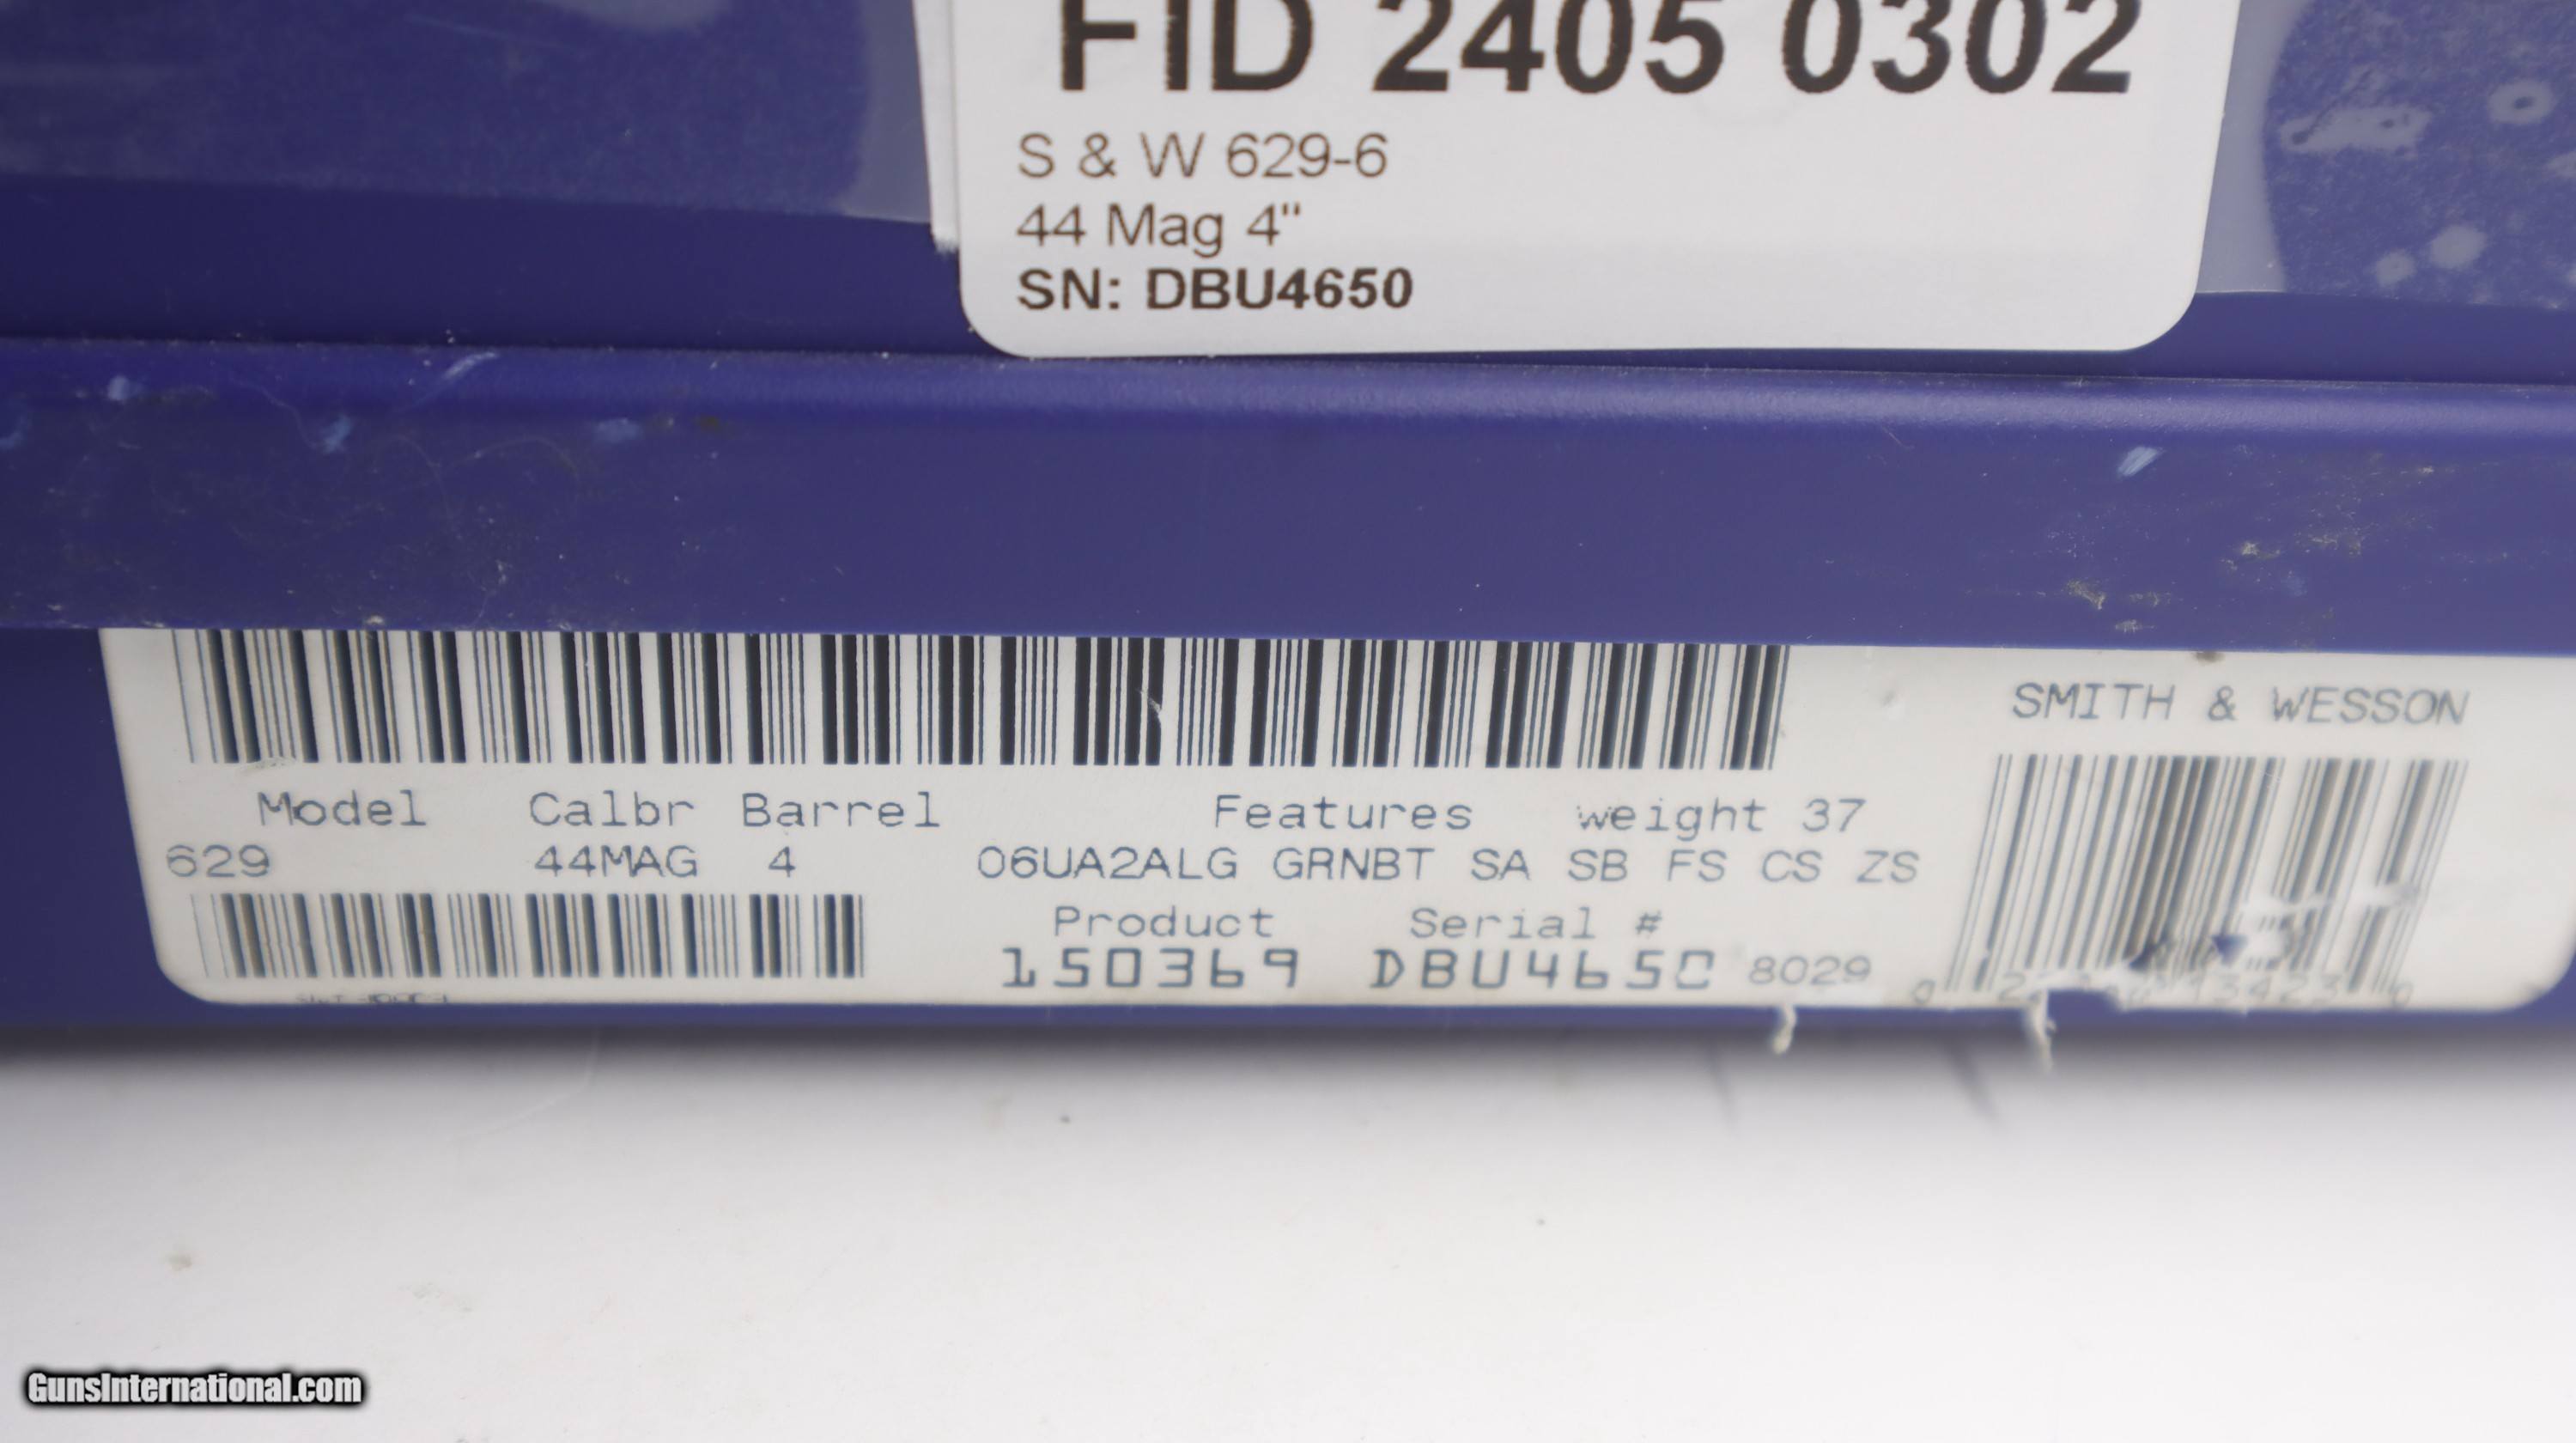 FID 2405 0302
S & W 629-6
44 Mag 4"
SN: DBU4650
SMITH & WESSON
Model Calbr Barrel Features weight 37
629 44MAG 4 06UA2ALG GRNBT SA SB FS CS ZS
Product Serial #
150369 DBU4650 8029
GunsInternational.com